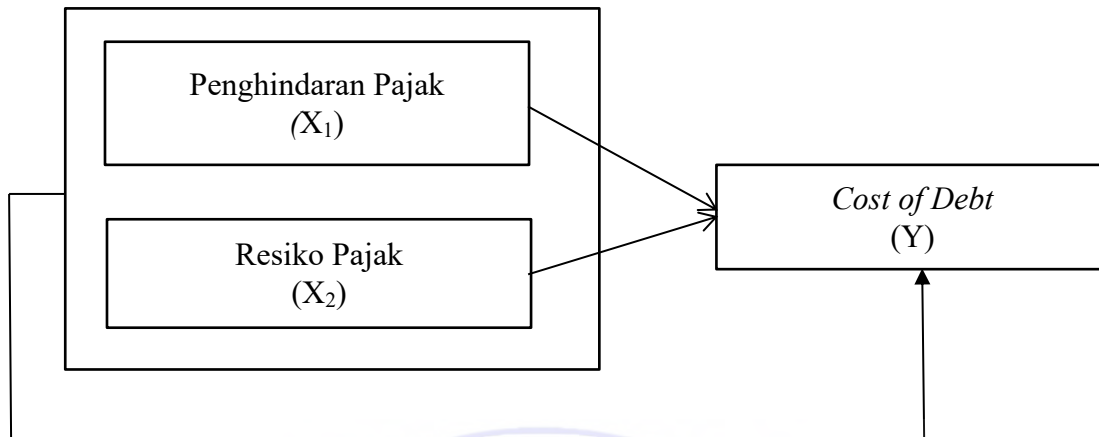 Penghindaran Pajak
(X₁)
Cost of Debt
(Y)
Resiko Pajak
(X₂)